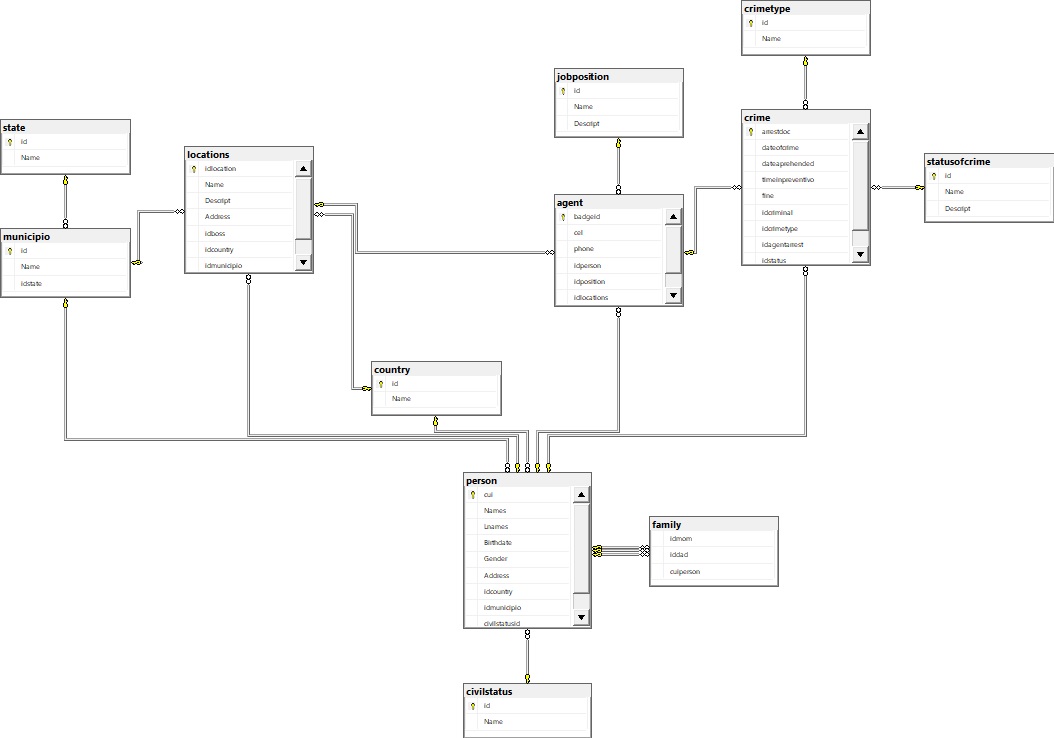 crimetype
id
Name
jobposition
id
Name
Descript
state
id
Name
locations
idlocation
Name
Descript
Address
idboss
idcountry
idmunicipio
crime
arrestdoc
dateofcrime
dateaprehended
timeinpreventivo
fine
idcriminal
idcrimetype
idagentarrest
idstatus
statusofcrime
id
Name
Descript
agent
badgeid
cel
phone
idperson
idposition
idlocations
municipio
id
Name
idstate
country
id
Name
person
cui
Names
Lnames
Birthdate
Gender
Address
idcountry
idmunicipio
civilstatusid
family
idmom
iddad
cuiperson
civilstatus
id
Name